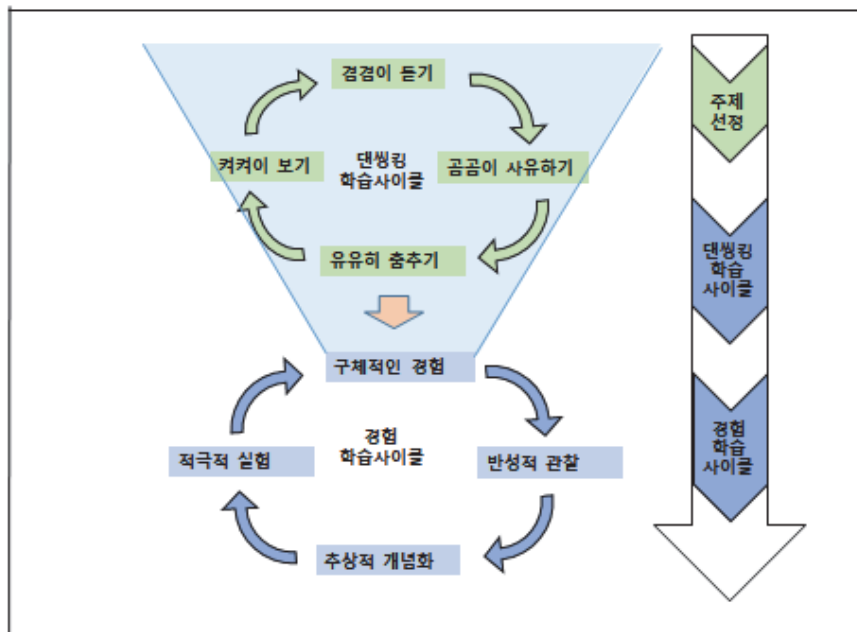 겹겹이 듣기
켜켜이 보기
댄씽킹
학습사이클
곰곰이 사유하기
유유히 춤추기
구체적인 경험
적극적 실험
경험
학습사이클
반성적 관찰
추상적 개념화
주제
선정
댄씽킹
학습
사이클
경험
학습
사이클